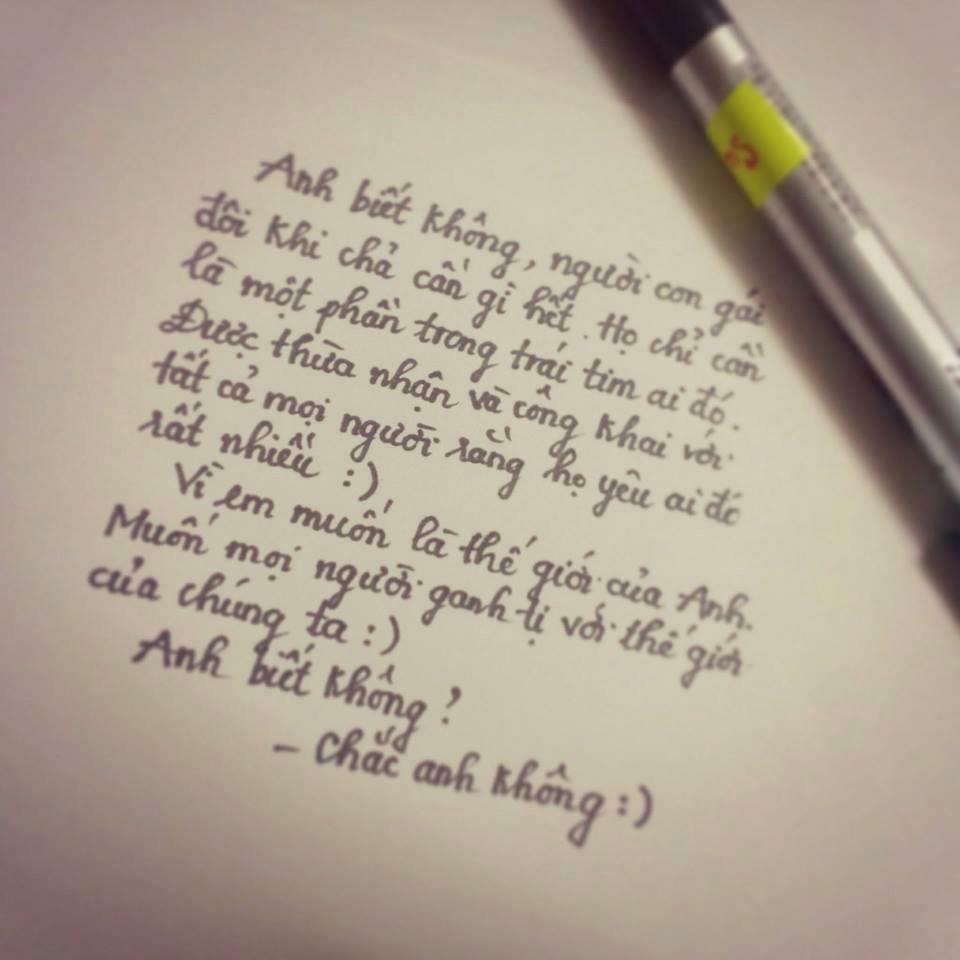 Anh biết không, người con gái
đôi khi chả cần gì hết. Họ chỉ cần
là một phần trong trái tim ai đó.
Được thừa nhận và công khai với
tất cả mọi người rằng họ yêu ai đó
rất nhiều :)
Vì em muốn là thế giới của Anh.
Muốn mọi người ganh tị với thế giới
của chúng ta :)
Anh biết không?
- Chắc anh không :)